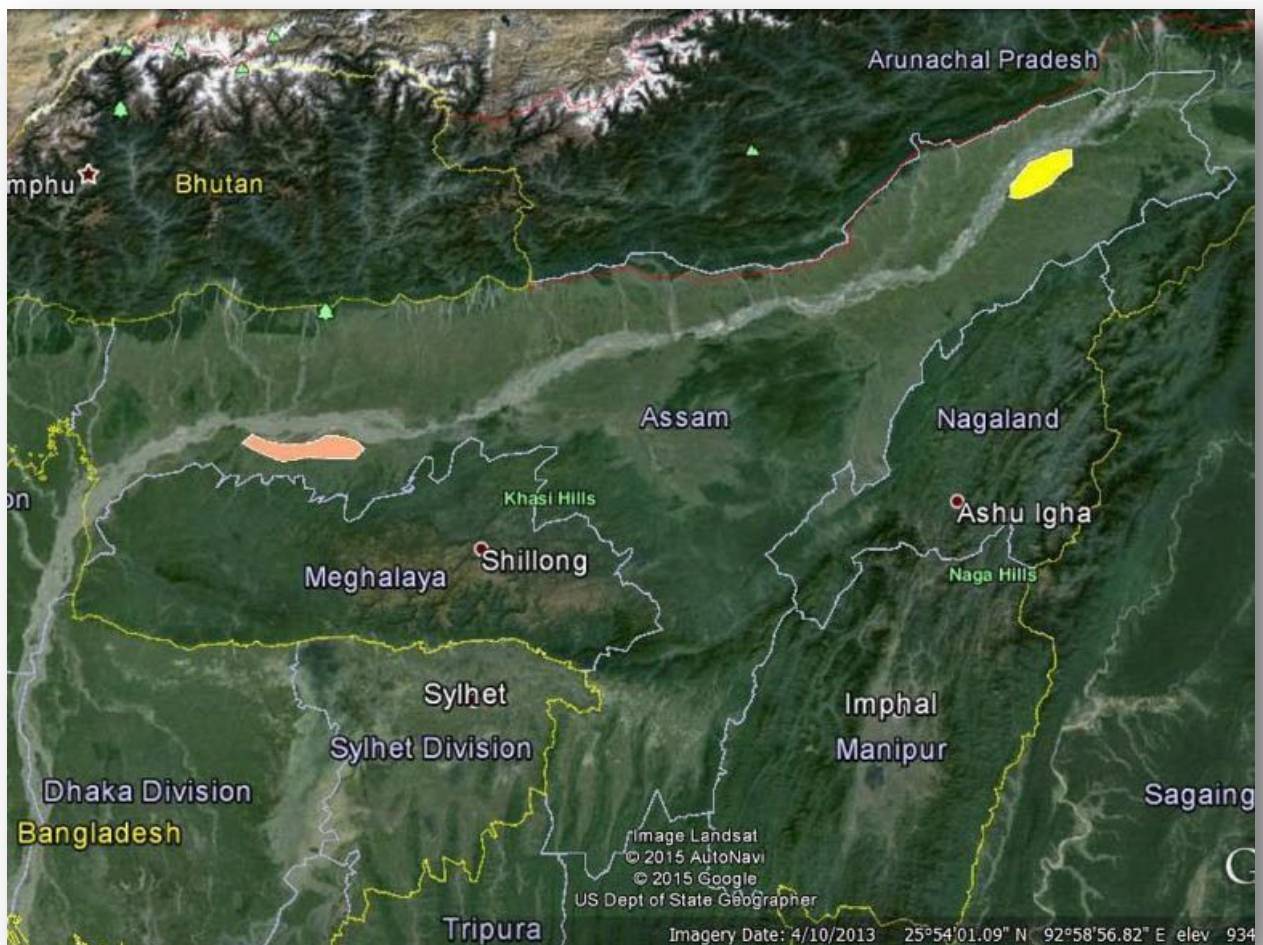 Arunachal Pradesh
mphu
Bhutan
Assam
Nagaland
on
Khasi Hills
Ashu Igha
Shillong
Meghalaya
Naga Hills
Sylhet
Imphal
Sylhet Division
Manipur
Dhaka Division
Sagaing
Bangladesh
Image Landsat
© 2015 AutoNavi
© 2015 Google
US Dept of State Geographer
G
Tripura
Imagery Date: 4/10/2013 25°54'01.09" N 92°58'56.82" E elev 934